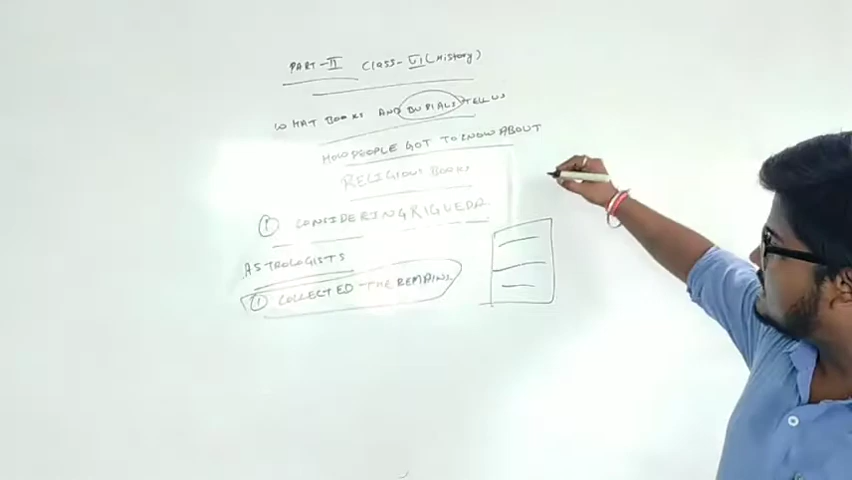 PART-II Class-VI (History)
WHAT BOOKS AND BURIALS TELL US
HOW PEOPLE GOT TO KNOW ABOUT
RELIGIOUS BOOKS
① CONSIDERING RIGUEDA
ASTROLOGISTS
① COLLECTED THE REMAINS